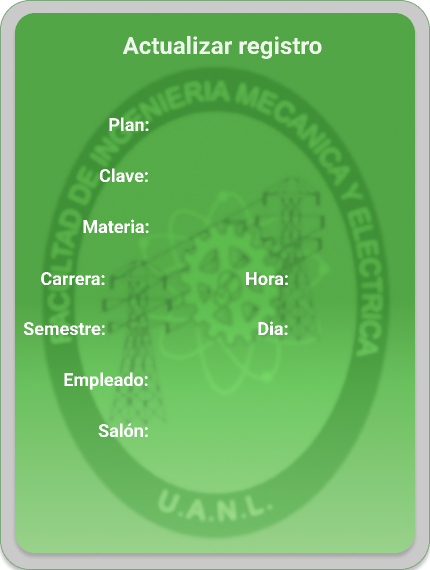 Actualizar registro
FACULTAD DE INGENIERIA MECANICA Y ELECTRICA
Plan:
Clave:
Materia:
Carrera: Hora:
Semestre: Dia:
Empleado:
Salón:
U.A.N.L.